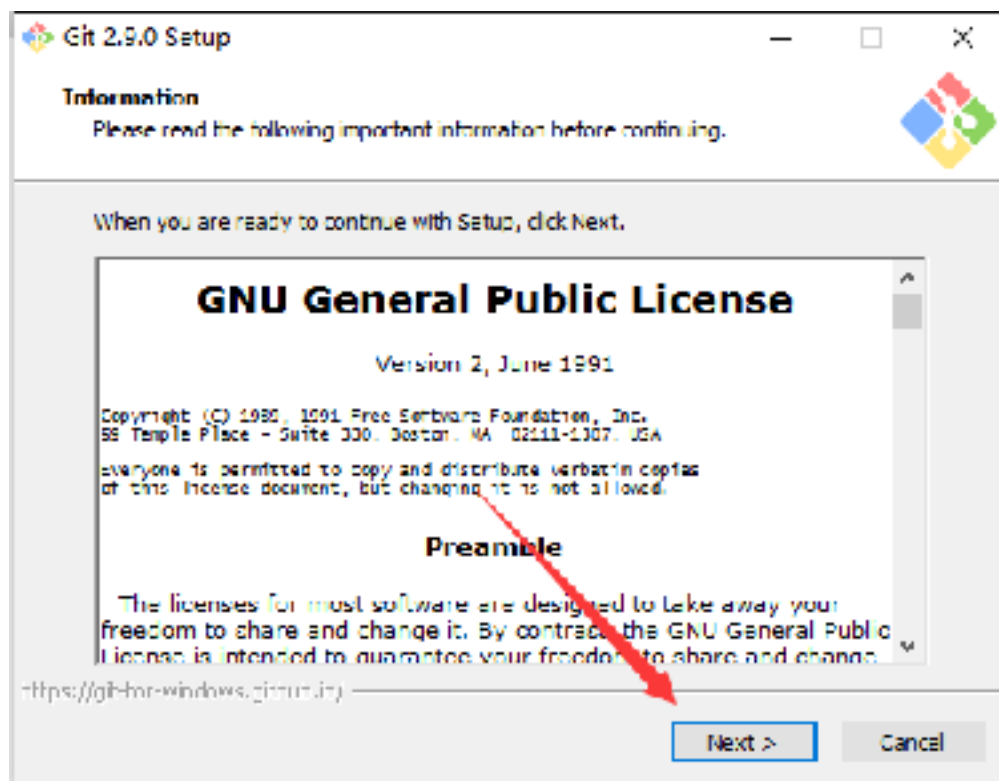 Git 2.9.0 Setup
Information
Please read the following important information before continuing.
When you are ready to continue with Setup, click Next.
GNU General Public License
Version 2, June 1991
Copyright (C) 1989, 1991 Free Software Foundation, Inc.
59 Temple Place - Suite 330, Boston, MA 02111-1307, USA
Everyone is permitted to copy and distribute verbatim copies
of this license document, but changing it is not allowed.
Preamble
The licenses for most software are designed to take away your
freedom to share and change it. By contrast, the GNU General Public
License is intended to guarantee your freedom to share and change
https://git-for-windows.github.io/
Next >
Cancel